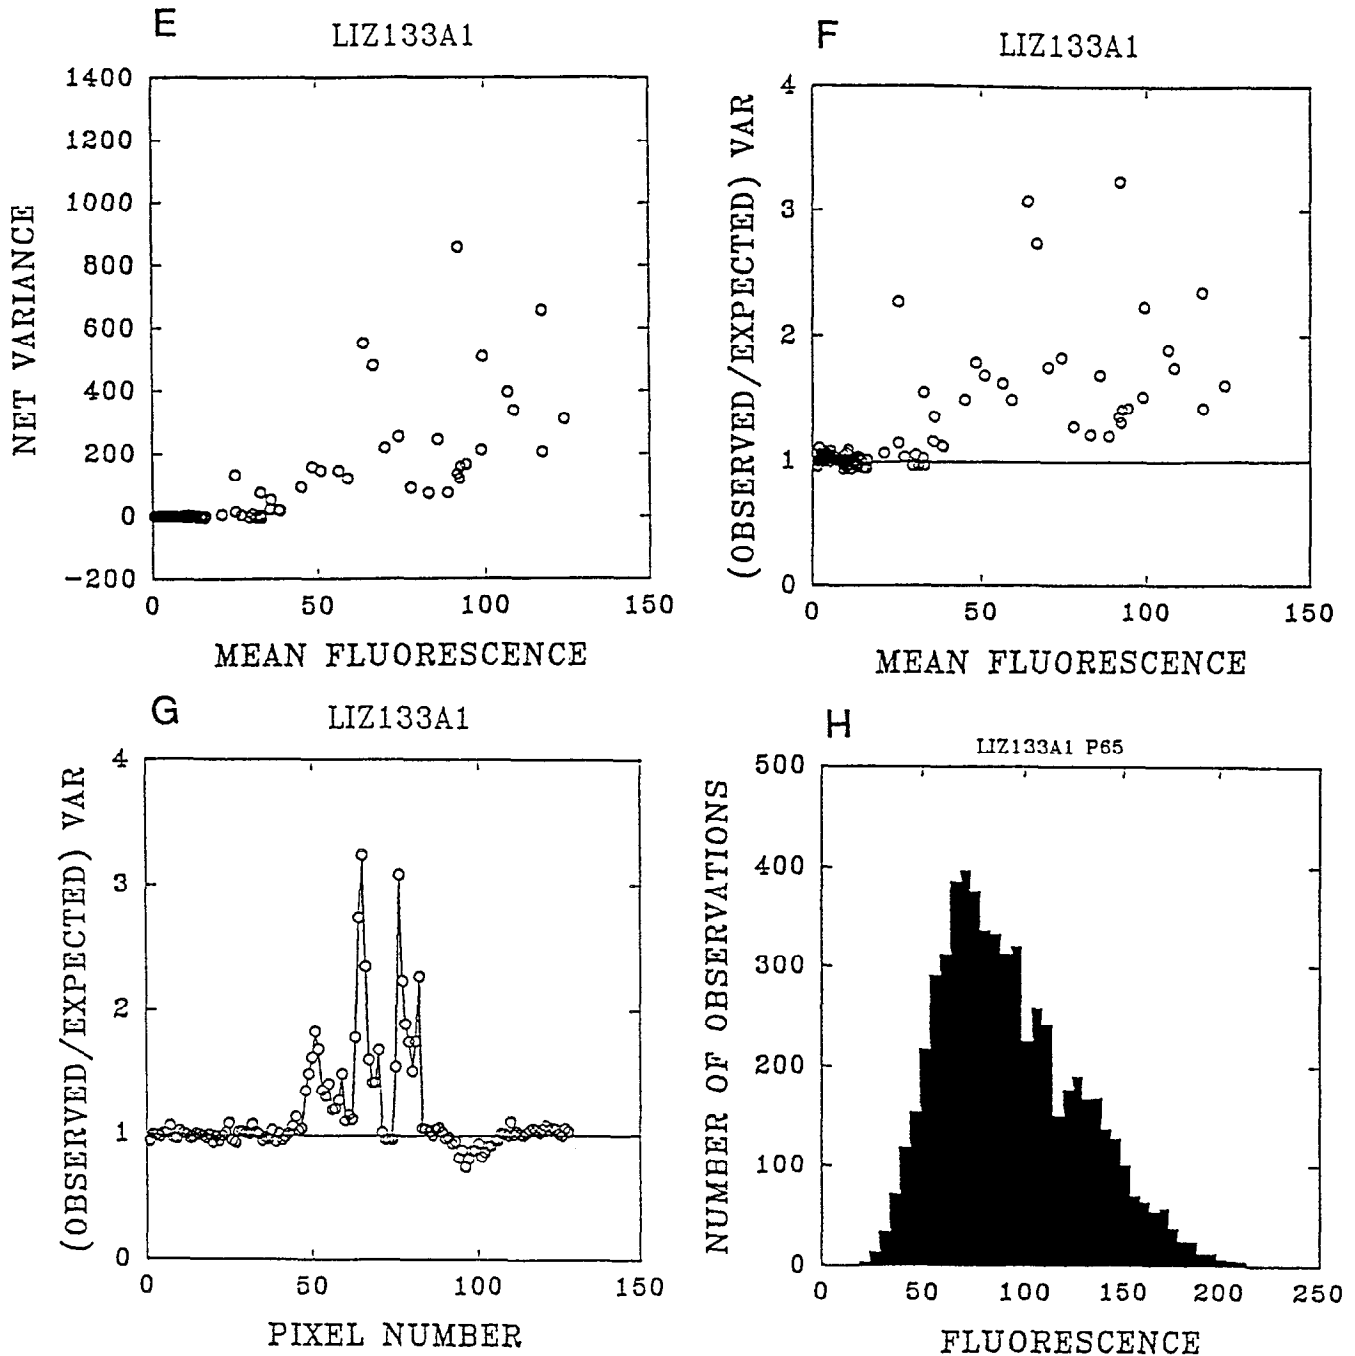 E
LIZ133A1
1400
1200
1000
800
600
400
200
0
-200
NET VARIANCE
0 50 100 150
MEAN FLUORESCENCE
F
LIZ133A1
4
3
2
1
0
(OBSERVED/EXPECTED) VAR
0 50 100 150
MEAN FLUORESCENCE
G
LIZ133A1
4
3
2
1
0
(OBSERVED/EXPECTED) VAR
0 50 100 150
PIXEL NUMBER
H
LIZ133A1 P65
500
400
300
200
100
0
NUMBER OF OBSERVATIONS
0 50 100 150 200 250
FLUORESCENCE